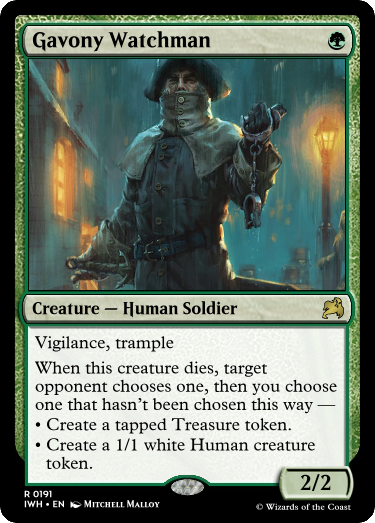 Gavony Watchman
Creature — Human Soldier
Vigilance, trample
When this creature dies, target
opponent chooses one, then you choose
one that hasn't been chosen this way —
• Create a tapped Treasure token.
• Create a 1/1 white Human creature
token.
2/2
R 0191
IWH • EN Mitchell Malloy
© Wizards of the Coast